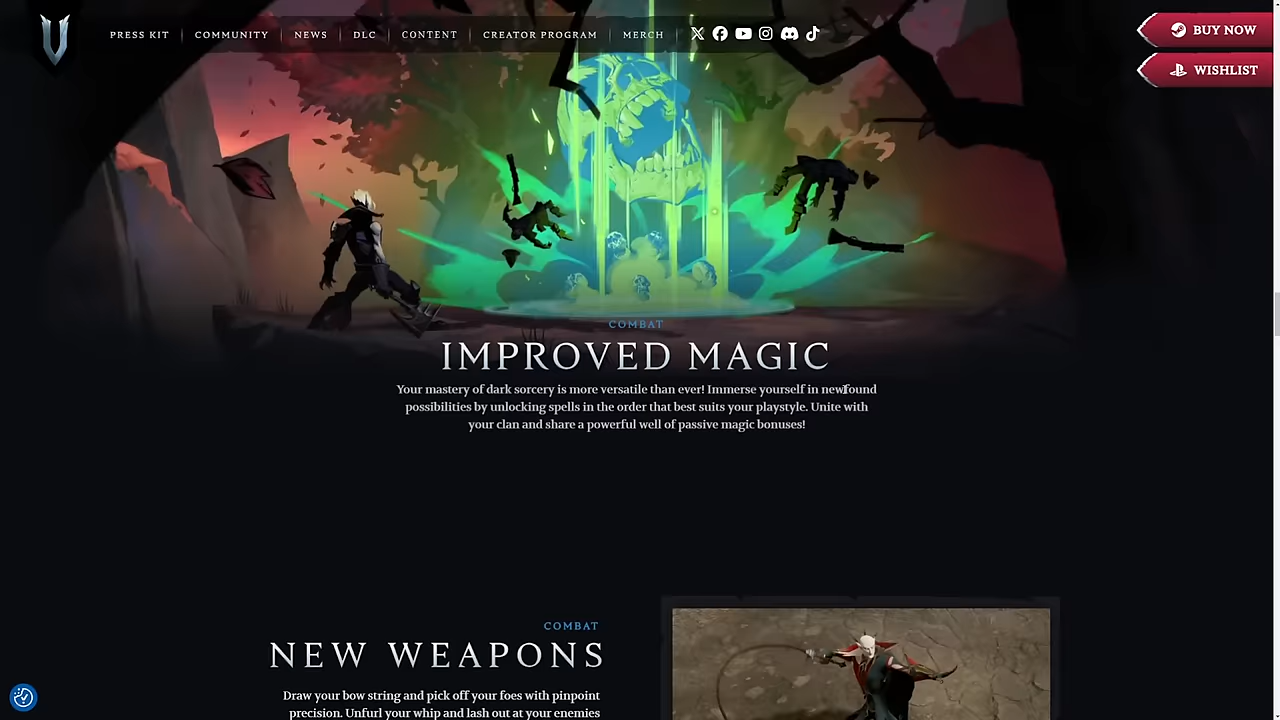 PRESS KIT
COMMUNITY
NEWS
DLC
CONTENT
CREATOR PROGRAM
MERCH
BUY NOW
WISHLIST
COMBAT
IMPROVED MAGIC
Your mastery of dark sorcery is more versatile than ever! Immerse yourself in newfound
possibilities by unlocking spells in the order that best suits your playstyle. Unite with
your clan and share a powerful well of passive magic bonuses!
COMBAT
NEW WEAPONS
Draw your bow string and pick off your foes with pinpoint
precision. Unfurl your whip and lash out at your enemies